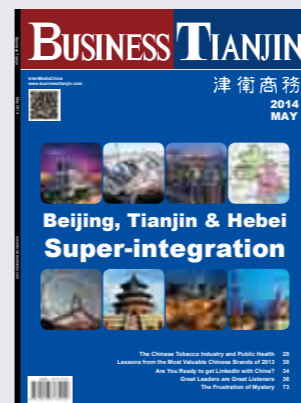 BUSINESS TIANJIN
InterMediaChina
www.businesstianjin.com
津衛商務
2014
MAY
Beijing, Tianjin & Hebei
Super-integration
The Chinese Tobacco Industry and Public Health 20
Lessons from the Most Valuable Chinese Brands of 2013 30
Are You Ready to get LinkedIn with China? 34
Great Leaders are Great Listeners 36
The Frustration of Mystery 73